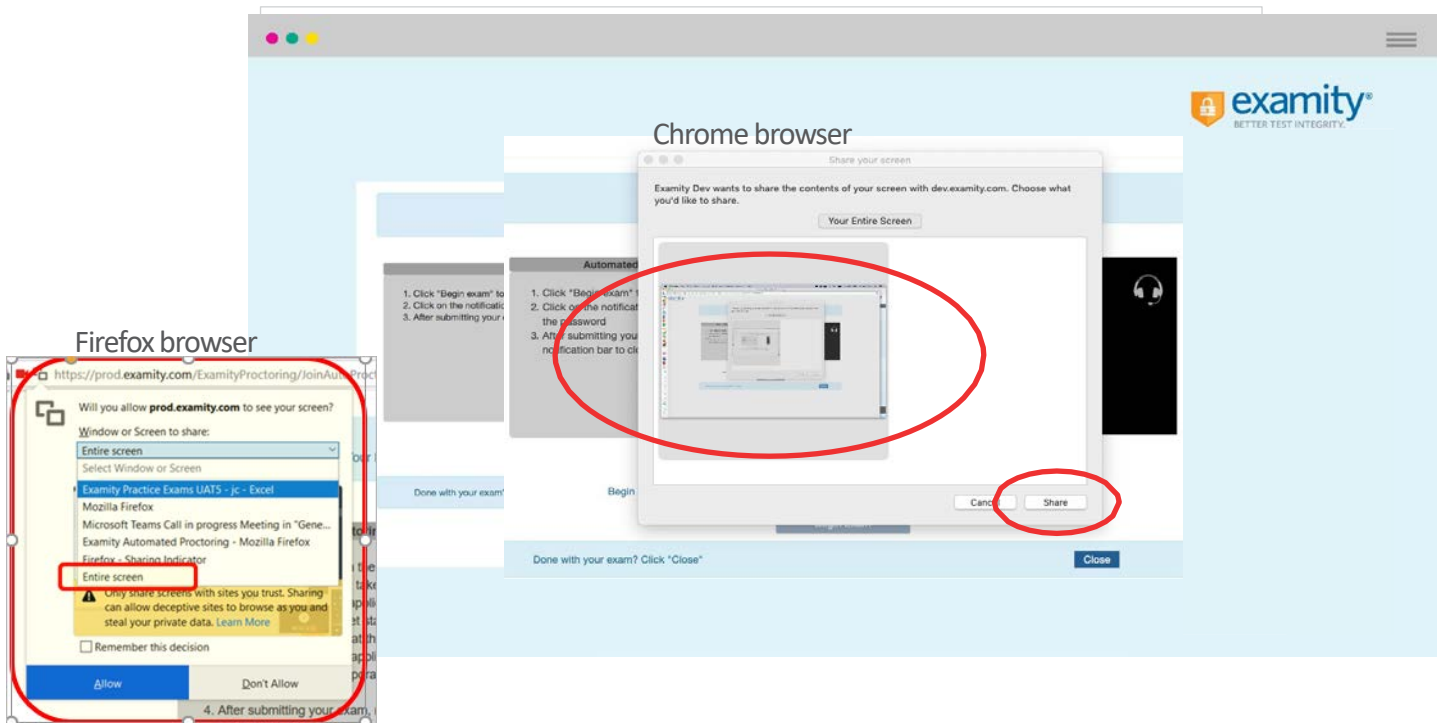 examity®
BETTER TEST INTEGRITY.
Chrome browser
Share your screen
Examity Dev wants to share the contents of your screen with dev.examity.com. Choose what
you'd like to share.
Your Entire Screen
Automated
1. Click "Begin exam" to
2. Click on the notificatio
3. After submitting your
1. Click "Begin exam"
2. Click on the notificat
the password
3. After submitting you
notification bar to clo
Begin
Cancel
Share
Done with your exam?
Done with your exam? Click "Close"
Close
Firefox browser
https://prod.examity.com/ExamityProctoring/JoinAutoProct
Will you allow prod.examity.com to see your screen?
Window or Screen to share:
Entire screen
Select Window or Screen
Examity Practice Exams UAT5 - jc - Excel
Mozilla Firefox
Microsoft Teams Call in progress Meeting in "Gene...
Examity Automated Proctoring - Mozilla Firefox
Firefox - Sharing Indicator
Entire screen
Only share screens with sites you trust. Sharing
can allow deceptive sites to browse as you and
steal your private data. Learn More
Remember this decision
Allow
Don't Allow
4. After submitting your exam,